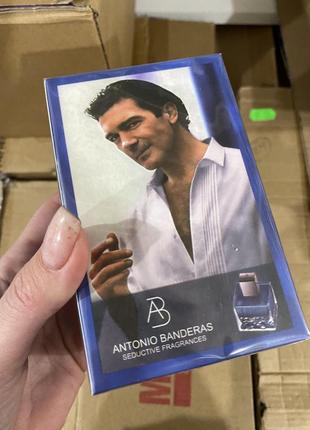 AB
ANTONIO BANDERAS
SEDUCTIVE FRAGRANCES